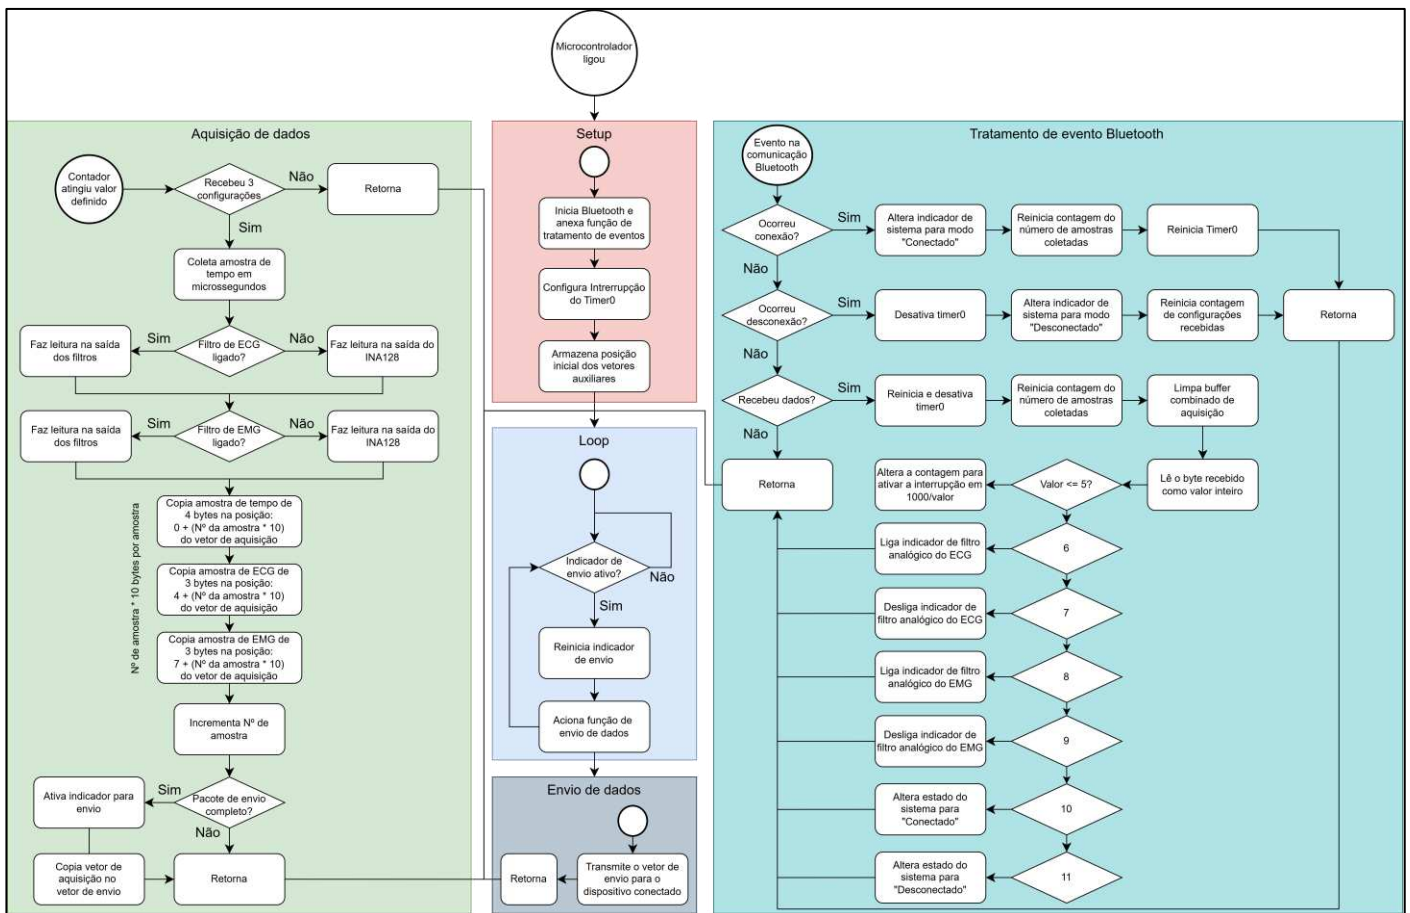 Microcontrolador
ligou
Aquisição de dados
Contador
atingiu valor
definido
Recebeu 3
configurações
Não
Retorna
Sim
Coleta amostra de
tempo em
microssegundos
Faz leitura na saída
dos filtros
Sim
Filtro de ECG
ligado?
Não
Faz leitura na saída do
INA128
Faz leitura na saída
dos filtros
Sim
Filtro de EMG
ligado?
Não
Faz leitura na saída do
INA128
Nº de amostra * 10 bytes por amostra
Copia amostra de tempo de
4 bytes na posição:
0 + (Nº da amostra * 10)
do vetor de aquisição
Copia amostra de ECG de
3 bytes na posição:
4 + (Nº da amostra * 10)
do vetor de aquisição
Copia amostra de EMG de
3 bytes na posição:
7 + (Nº da amostra * 10)
do vetor de aquisição
Incrementa Nº de
amostra
Ativa indicador para
envio
Sim
Pacote de envio
completo?
Não
Copia vetor de
aquisição no
vetor de envio
Retorna
Setup
Inicia Bluetooth e
anexa função de
tratamento de eventos
Configura Intrerrupção
do Timer0
Armazena posição
inicial dos vetores
auxiliares
Loop
Indicador de
envio ativo?
Não
Sim
Reinicia indicador
de envio
Aciona função de
envio de dados
Envio de dados
Retorna
Transmite o vetor de
envio para o
dispositivo conectado
Tratamento de evento Bluetooth
Evento na
comunicação
Bluetooth
Ocorreu
conexão?
Sim
Altera indicador de
sistema para modo
"Conectado"
Reinicia contagem do
número de amostras
coletadas
Reinicia Timer0
Não
Ocorreu
desconexão?
Sim
Desativa timer0
Altera indicador de
sistema para modo
"Desconectado"
Reinicia contagem
de configurações
recebidas
Retorna
Não
Recebeu dados?
Sim
Reinicia e desativa
timer0
Reinicia contagem do
número de amostras
coletadas
Limpa buffer
combinado de
aquisição
Não
Retorna
Altera a contagem para
ativar a interrupção em
1000/valor
Valor <= 5?
Lê o byte recebido
como valor inteiro
Liga indicador de filtro
analógico do ECG
6
Desliga indicador de
filtro analógico do ECG
7
Liga indicador de filtro
analógico do EMG
8
Desliga indicador de
filtro analógico do EMG
9
Altera estado do
sistema para
"Conectado"
10
Altera estado do
sistema para
"Desconectado"
11